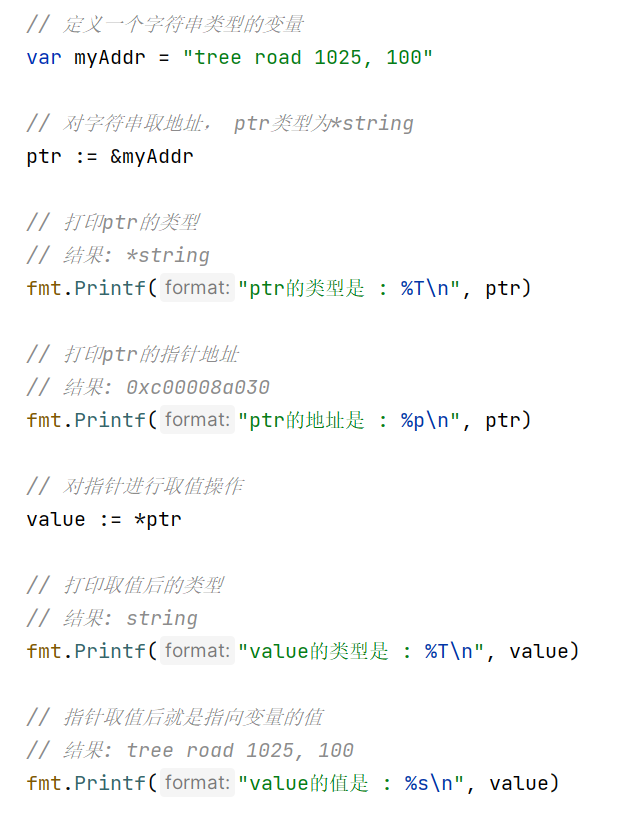 // 定义一个字符串类型的变量
var myAddr = "tree road 1025, 100"
// 对字符串取地址， ptr类型为*string
ptr := &myAddr
// 打印ptr的类型
// 结果: *string
fmt.Printf( format: "ptr的类型是 : %T\n", ptr)
// 打印ptr的指针地址
// 结果: 0xc00008a030
fmt.Printf( format: "ptr的地址是 : %p\n", ptr)
// 对指针进行取值操作
value := *ptr
// 打印取值后的类型
// 结果: string
fmt.Printf( format: "value的类型是 : %T\n", value)
// 指针取值后就是指向变量的值
// 结果: tree road 1025, 100
fmt.Printf( format: "value的值是 : %s\n", value)